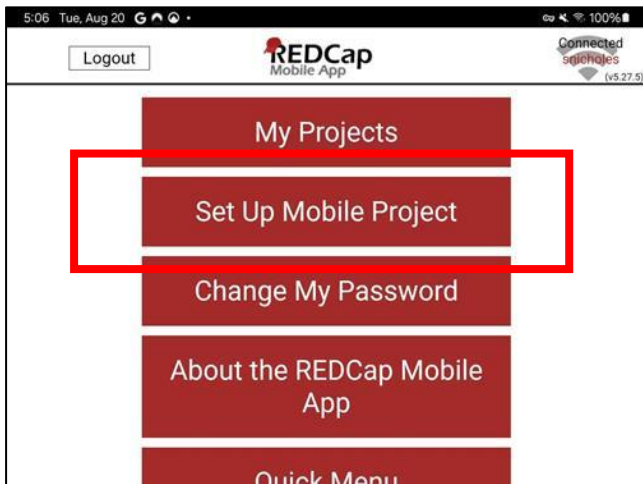 5:06 Tue, Aug 20 G
100%
Logout
REDCap
Mobile App
Connected
snicholes
(v5.27.5)
My Projects
Set Up Mobile Project
Change My Password
About the REDCap Mobile
App
Quick Menu